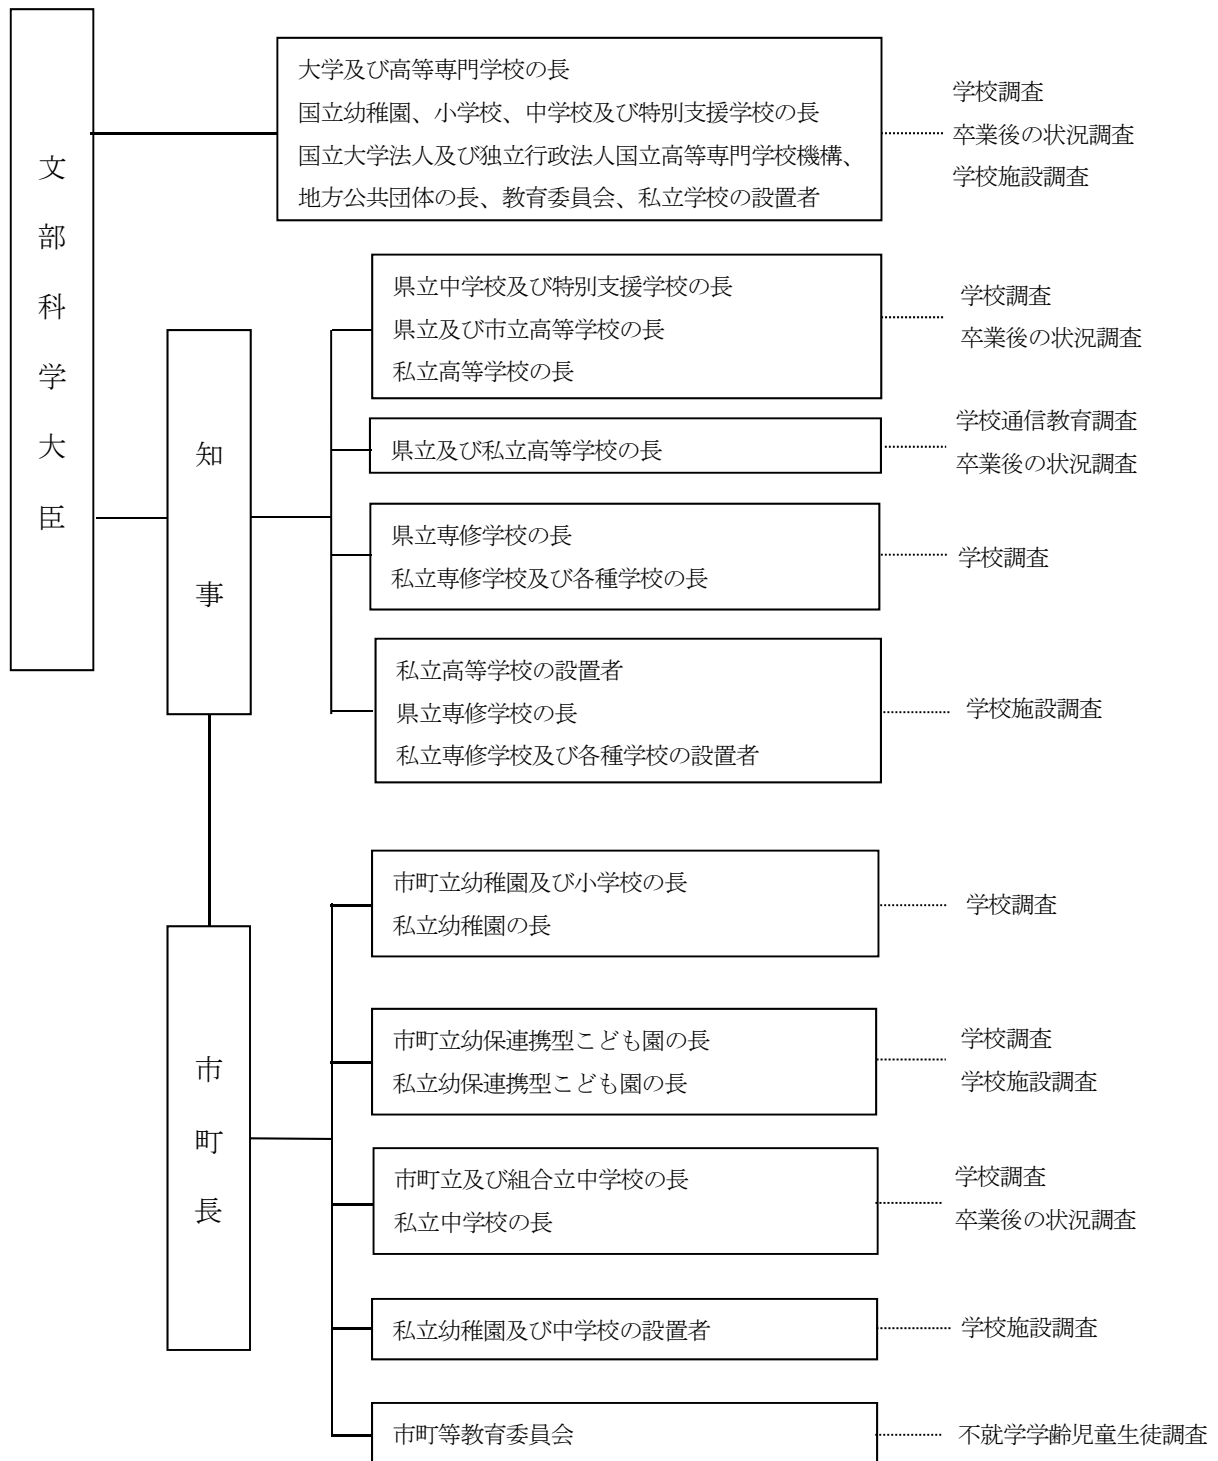 文部科学大臣
大学及び高等専門学校の長
国立幼稚園、小学校、中学校及び特別支援学校の長
国立大学法人及び独立行政法人国立高等専門学校機構、
地方公共団体の長、教育委員会、私立学校の設置者
学校調査
卒業後の状況調査
学校施設調査
知事
県立中学校及び特別支援学校の長
県立及び市立高等学校の長
私立高等学校の長
学校調査
卒業後の状況調査
県立及び私立高等学校の長
学校通信教育調査
卒業後の状況調査
県立専修学校の長
私立専修学校及び各種学校の長
学校調査
私立高等学校の設置者
県立専修学校の長
私立専修学校及び各種学校の設置者
学校施設調査
市町長
市町立幼稚園及び小学校の長
私立幼稚園の長
学校調査
市町立幼保連携型こども園の長
私立幼保連携型こども園の長
学校調査
学校施設調査
市町立及び組合立中学校の長
私立中学校の長
学校調査
卒業後の状況調査
私立幼稚園及び中学校の設置者
学校施設調査
市町等教育委員会
不就学学齢児童生徒調査